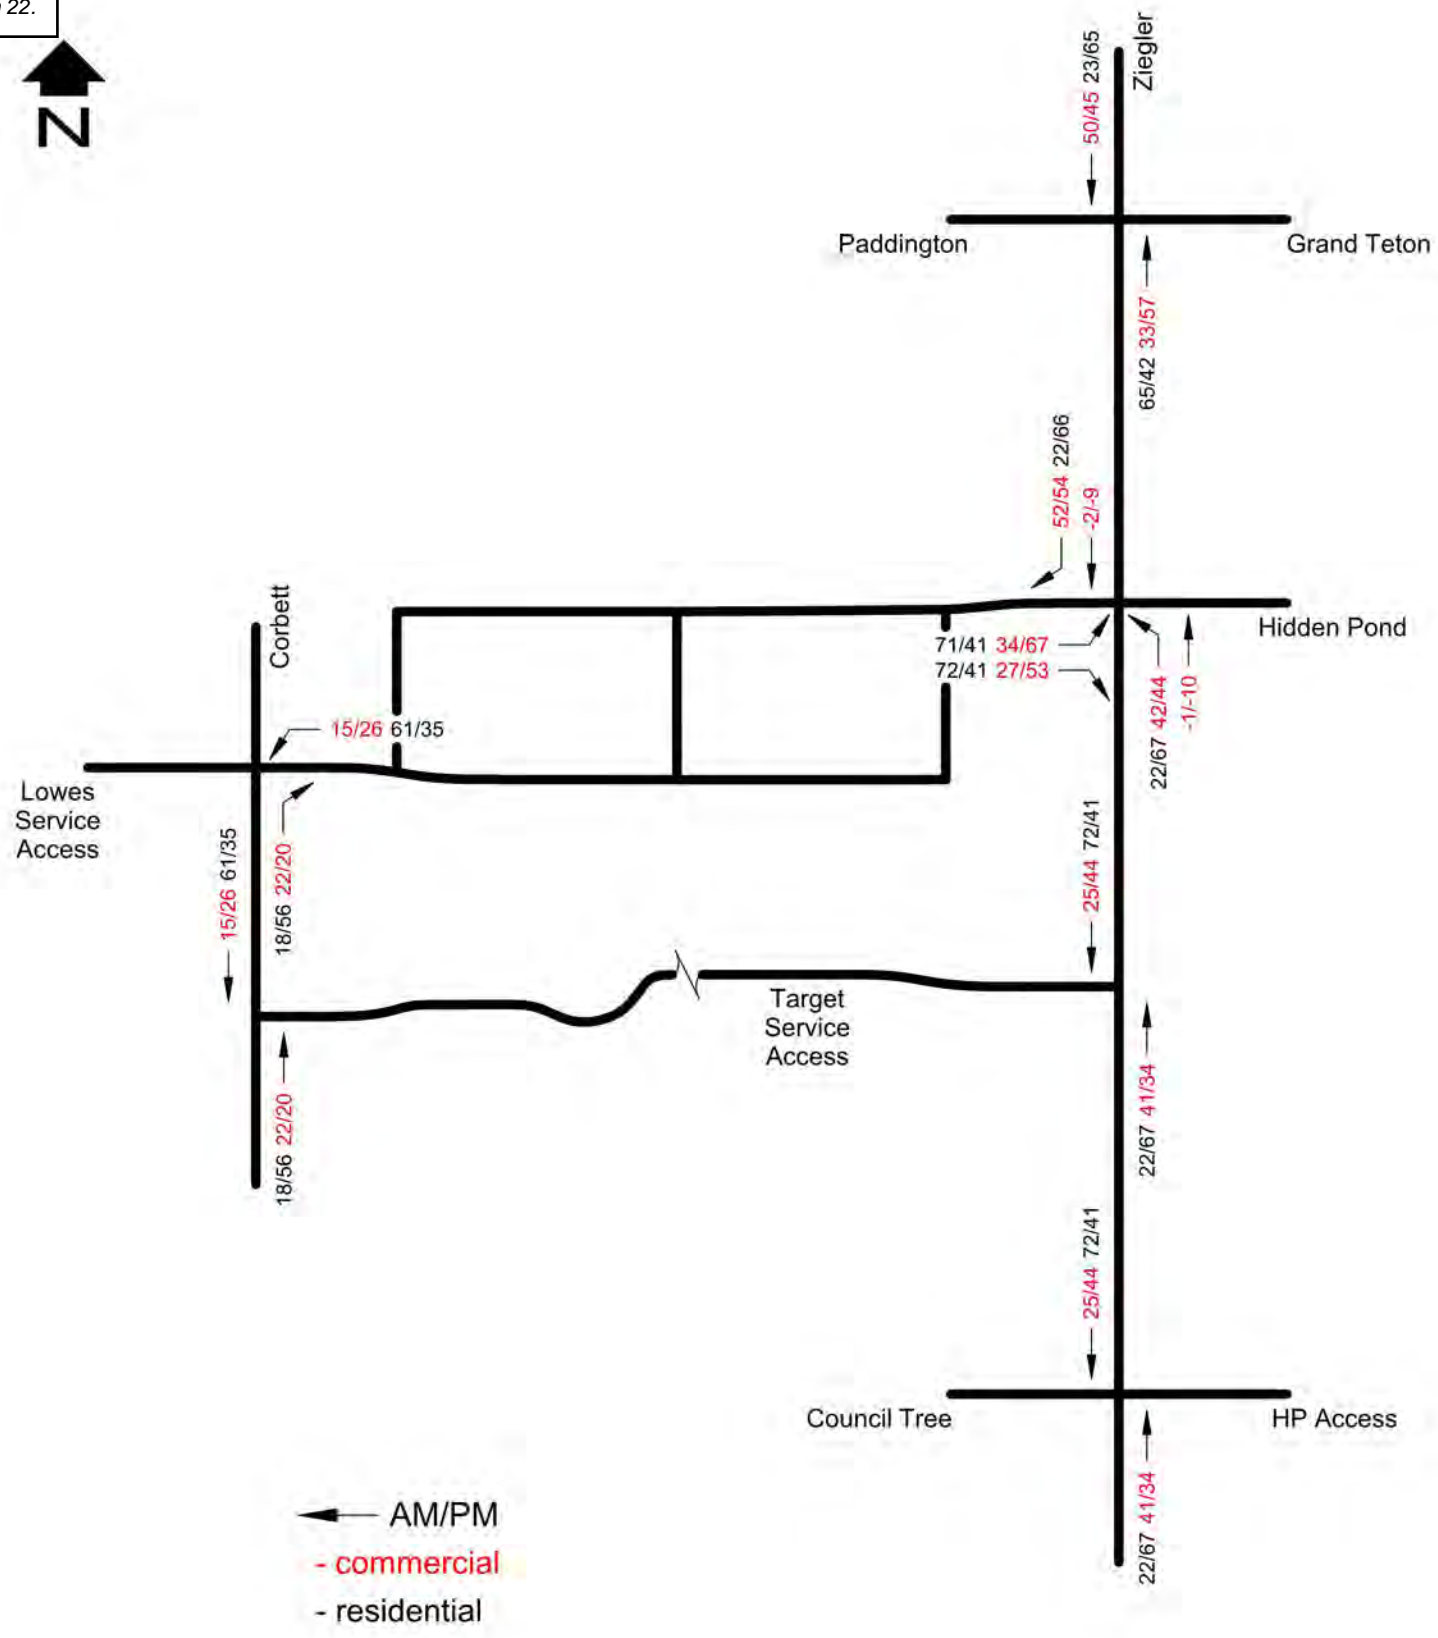 22.
N
Ziegler
50/45 23/65
Paddington
Grand Teton
65/42 33/57
52/54 22/66
-2/-9
Corbett
Hidden Pond
71/41 34/67
72/41 27/53
22/67 42/44
-1/-10
15/26 61/35
Lowes
Service
Access
15/26 61/35
18/56 22/20
25/44 72/41
Target
Service
Access
18/56 22/20
22/67 41/34
25/44 72/41
Council Tree
HP Access
22/67 41/34
AM/PM
- commercial
- residential